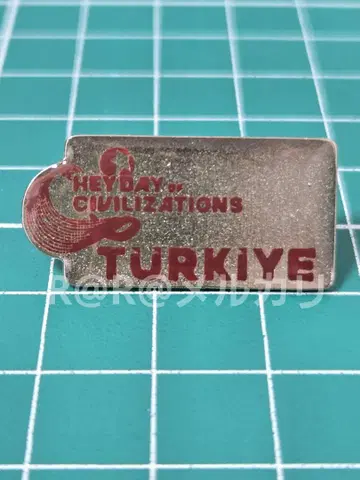 HEYDAY OF
CIVILIZATIONS
TURKIYE
R@R@メルカリ